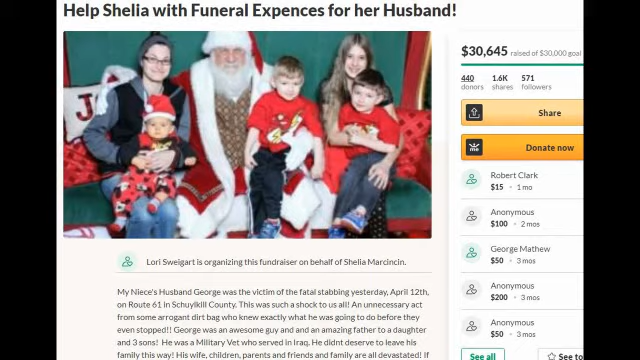 Help Shelia with Funeral Expences for her Husband!
J
$30,645 raised of $30,000 goal
440 1.6K 571
donors shares followers
Share
Donate now
Robert Clark
$15 • 1 mo
Anonymous
$100 • 2 mos
George Mathew
$50 • 3 mos
Anonymous
$200 • 3 mos
Anonymous
$50 • 3 mos
See all See to
Lori Sweigart is organizing this fundraiser on behalf of Shelia Marcincin.
My Niece's Husband George was the victim of the fatal stabbing yesterday, April 12th,
on Route 61 in Schuylkill County. This was such a shock to us all! An unnecessary act
from some arrogant dirt bag who knew exactly what he was going to do before they
even stopped!! George was an awesome guy and and an amazing father to a daughter
and 3 sons! He was a Military Vet who served in Iraq. He didnt deserve to leave his
family this way! His wife, children, parents and friends and family are all devastated! If